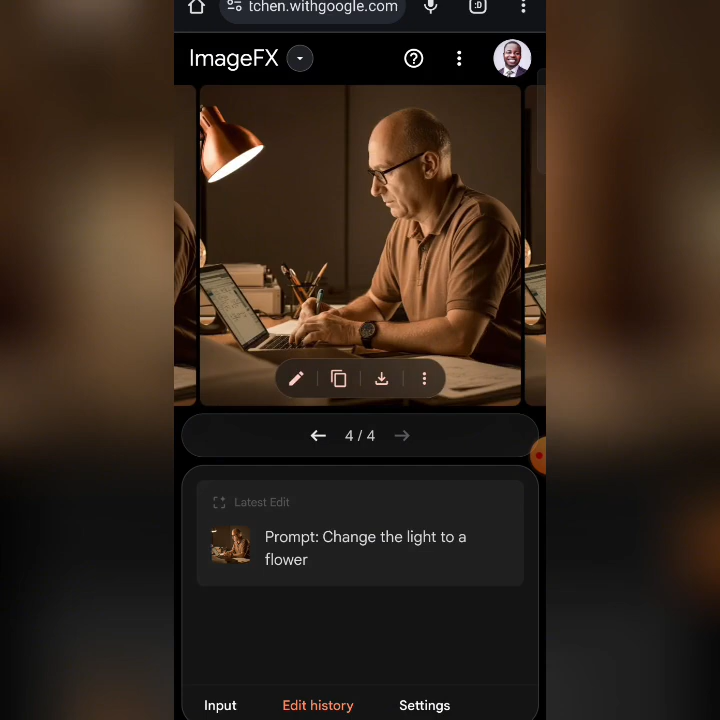 tchen.withgoogle.com
:D
ImageFX
4 / 4
Latest Edit
Prompt: Change the light to a
flower
Input
Edit history
Settings